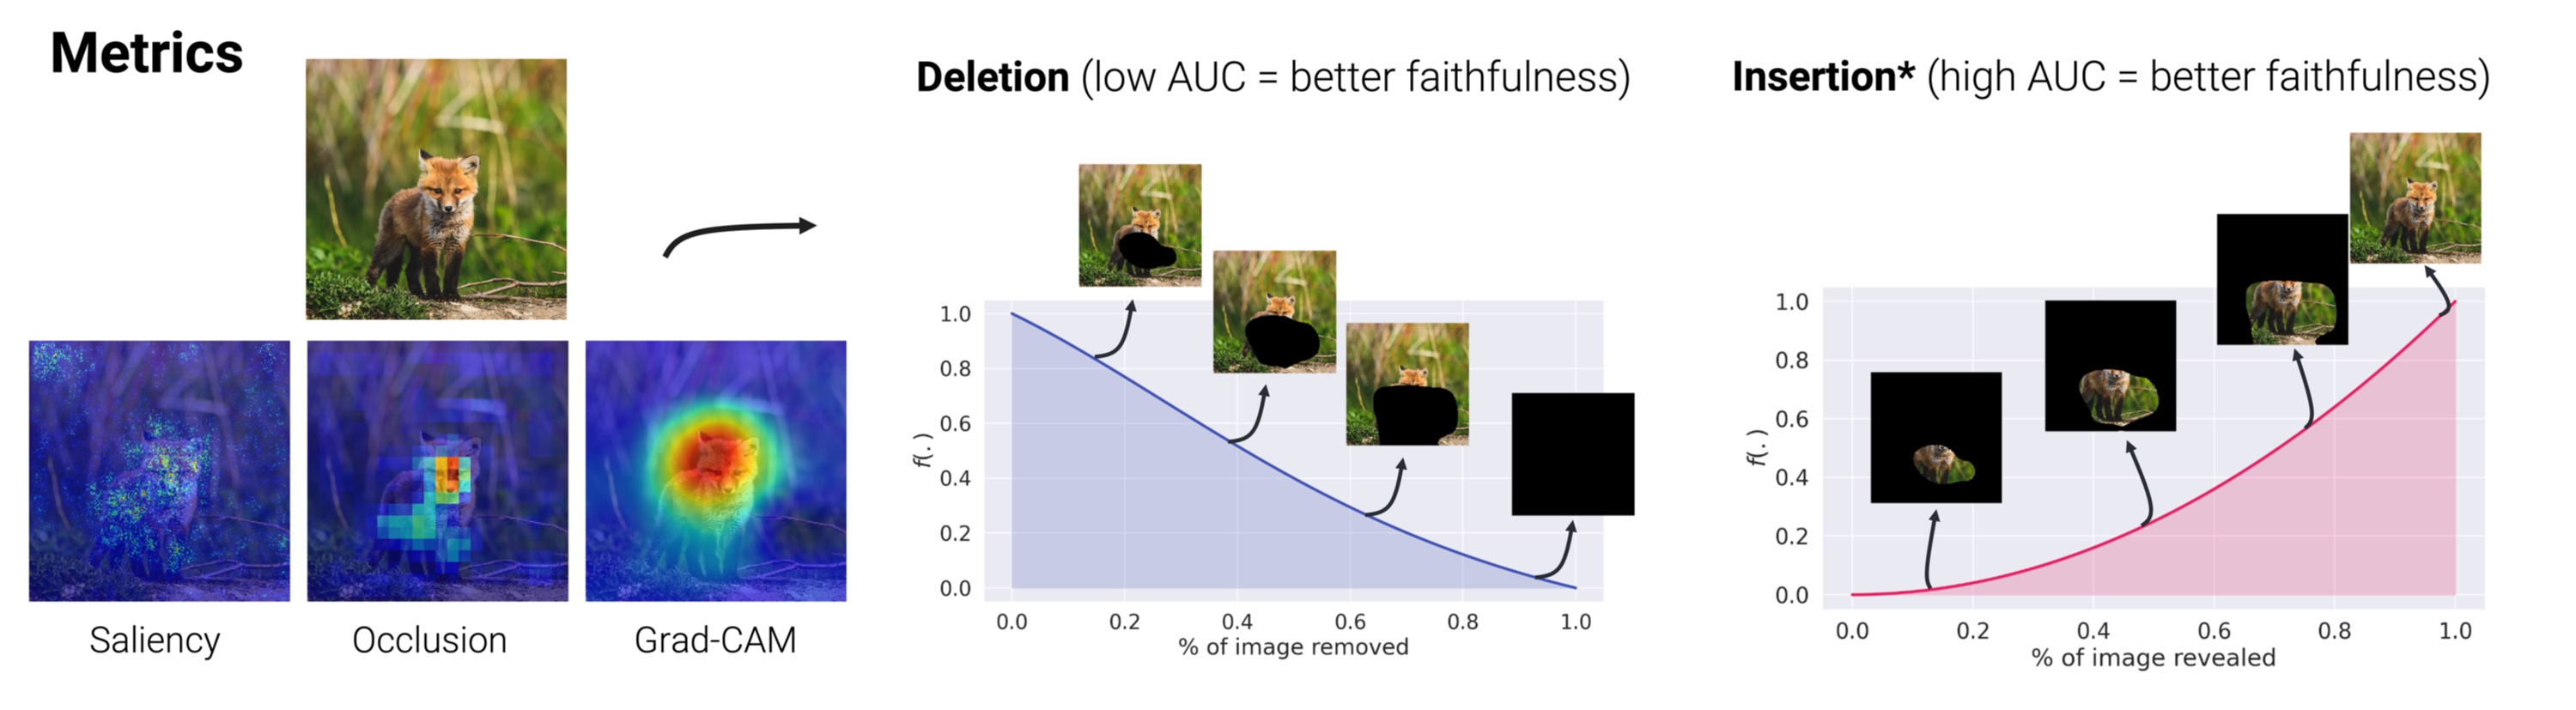 Metrics
Saliency
Occlusion
Grad-CAM
Deletion (low AUC = better faithfulness)
1.0
0.8
0.6
0.4
0.2
0.0
f(.)
0.0 0.2 0.4 0.6 0.8 1.0
% of image removed
Insertion* (high AUC = better faithfulness)
1.0
0.8
0.6
0.4
0.2
0.0
f(.)
0.0 0.2 0.4 0.6 0.8 1.0
% of image revealed